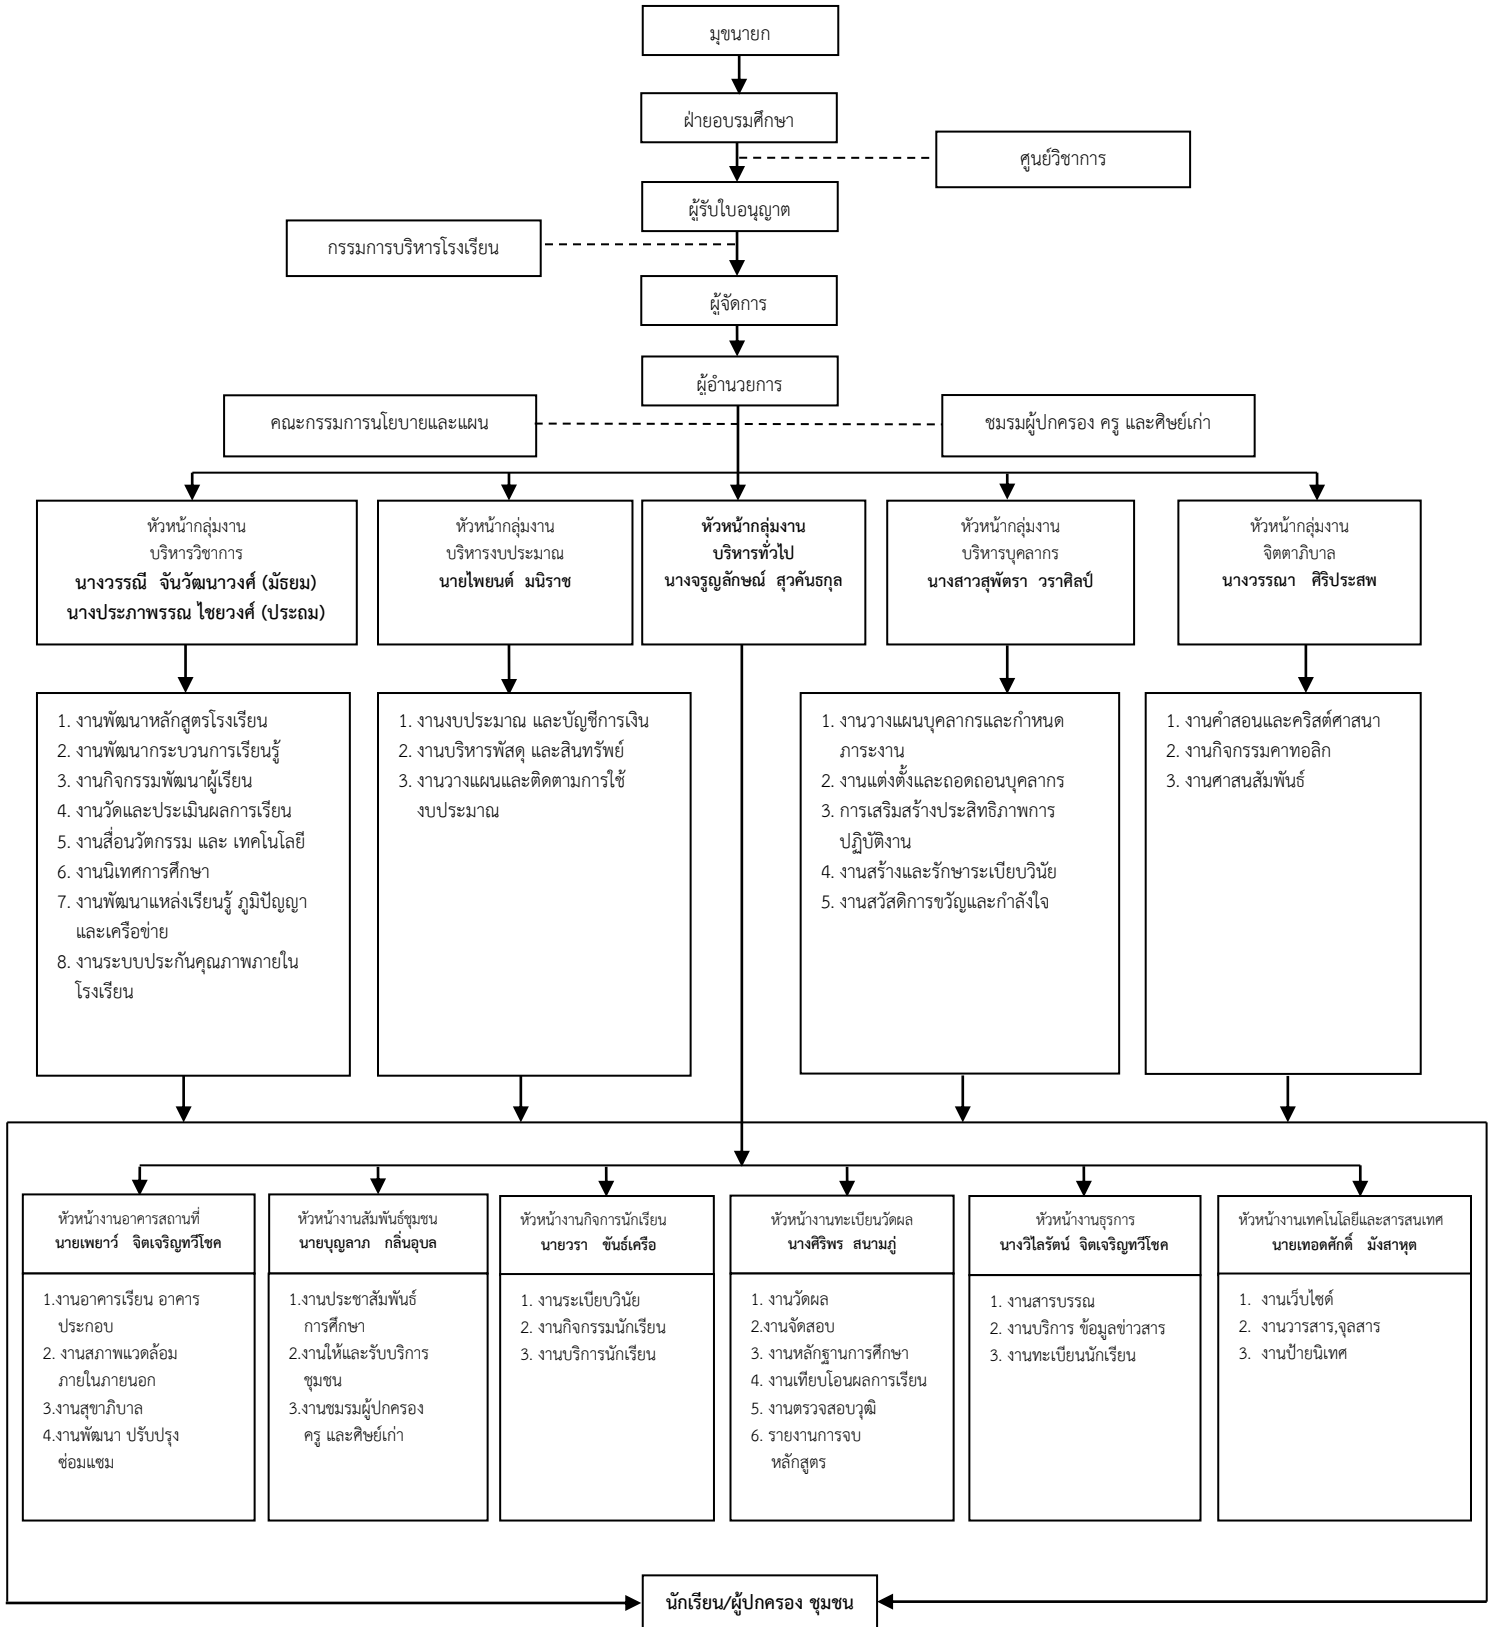 มุขนายก
ฝ่ายอบรมศึกษา
ศูนย์วิชาการ
ผู้รับใบอนุญาต
กรรมการบริหารโรงเรียน
ผู้จัดการ
ผู้อำนวยการ
คณะกรรมการนโยบายและแผน
ชมรมผู้ปกครอง ครู และศิษย์เก่า
หัวหน้ากลุ่มงาน
บริหารวิชาการ
นางวรรณี จันวัฒนาวงศ์ (มัธยม)
นางประภาพรรณ ไชยวงศ์ (ประถม)
หัวหน้ากลุ่มงาน
บริหารงบประมาณ
นายไพยนต์ มนิราช
หัวหน้ากลุ่มงาน
บริหารทั่วไป
นางจรูญลักษณ์ สุวคันธกุล
หัวหน้ากลุ่มงาน
บริหารบุคลากร
นางสาวสุพัตรา วราศิลป์
หัวหน้ากลุ่มงาน
จิตตาภิบาล
นางวรรณา ศิริประสพ
1. งานพัฒนาหลักสูตรโรงเรียน
2. งานพัฒนากระบวนการเรียนรู้
3. งานกิจกรรมพัฒนาผู้เรียน
4. งานวัดและประเมินผลการเรียน
5. งานสื่อนวัตกรรม และ เทคโนโลยี
6. งานนิเทศการศึกษา
7. งานพัฒนาแหล่งเรียนรู้ ภูมิปัญญา
และเครือข่าย
8. งานระบบประกันคุณภาพภายใน
โรงเรียน
1. งานงบประมาณ และบัญชีการเงิน
2. งานบริหารพัสดุ และสินทรัพย์
3. งานวางแผนและติดตามการใช้
งบประมาณ
1. งานวางแผนบุคลากรและกำหนด
ภาระงาน
2. งานแต่งตั้งและถอดถอนบุคลากร
3. การเสริมสร้างประสิทธิภาพการ
ปฏิบัติงาน
4. งานสร้างและรักษาระเบียบวินัย
5. งานสวัสดิการขวัญและกำลังใจ
1. งานคำสอนและคริสต์ศาสนา
2. งานกิจกรรมคาทอลิก
3. งานศาสนสัมพันธ์
หัวหน้างานอาคารสถานที่
นายเพยาว์ จิตเจริญทวีโชค
1.งานอาคารเรียน อาคาร
ประกอบ
2. งานสภาพแวดล้อม
ภายในภายนอก
3.งานสุขาภิบาล
4.งานพัฒนา ปรับปรุง
ซ่อมแซม
หัวหน้างานสัมพันธ์ชุมชน
นายบุญลาภ กลิ่นอุบล
1.งานประชาสัมพันธ์
การศึกษา
2.งานให้และรับบริการ
ชุมชน
3.งานชมรมผู้ปกครอง
ครู และศิษย์เก่า
หัวหน้างานกิจการนักเรียน
นายวรา ขันธ์เครือ
1. งานระเบียบวินัย
2. งานกิจกรรมนักเรียน
3. งานบริการนักเรียน
หัวหน้างานทะเบียนวัดผล
นางศิริพร สนามภู่
1. งานวัดผล
2.งานจัดสอบ
3. งานหลักฐานการศึกษา
4. งานเทียบโอนผลการเรียน
5. งานตรวจสอบวุฒิ
6. รายงานการจบ
หลักสูตร
หัวหน้างานธุรการ
นางวิไลรัตน์ จิตเจริญทวีโชค
1. งานสารบรรณ
2. งานบริการ ข้อมูลข่าวสาร
3. งานทะเบียนนักเรียน
หัวหน้างานเทคโนโลยีและสารสนเทศ
นายเทอดศักดิ์ มังสาหุต
1. งานเว็บไซด์
2. งานวารสาร,จุลสาร
3. งานป้ายนิเทศ
นักเรียน/ผู้ปกครอง ชุมชน